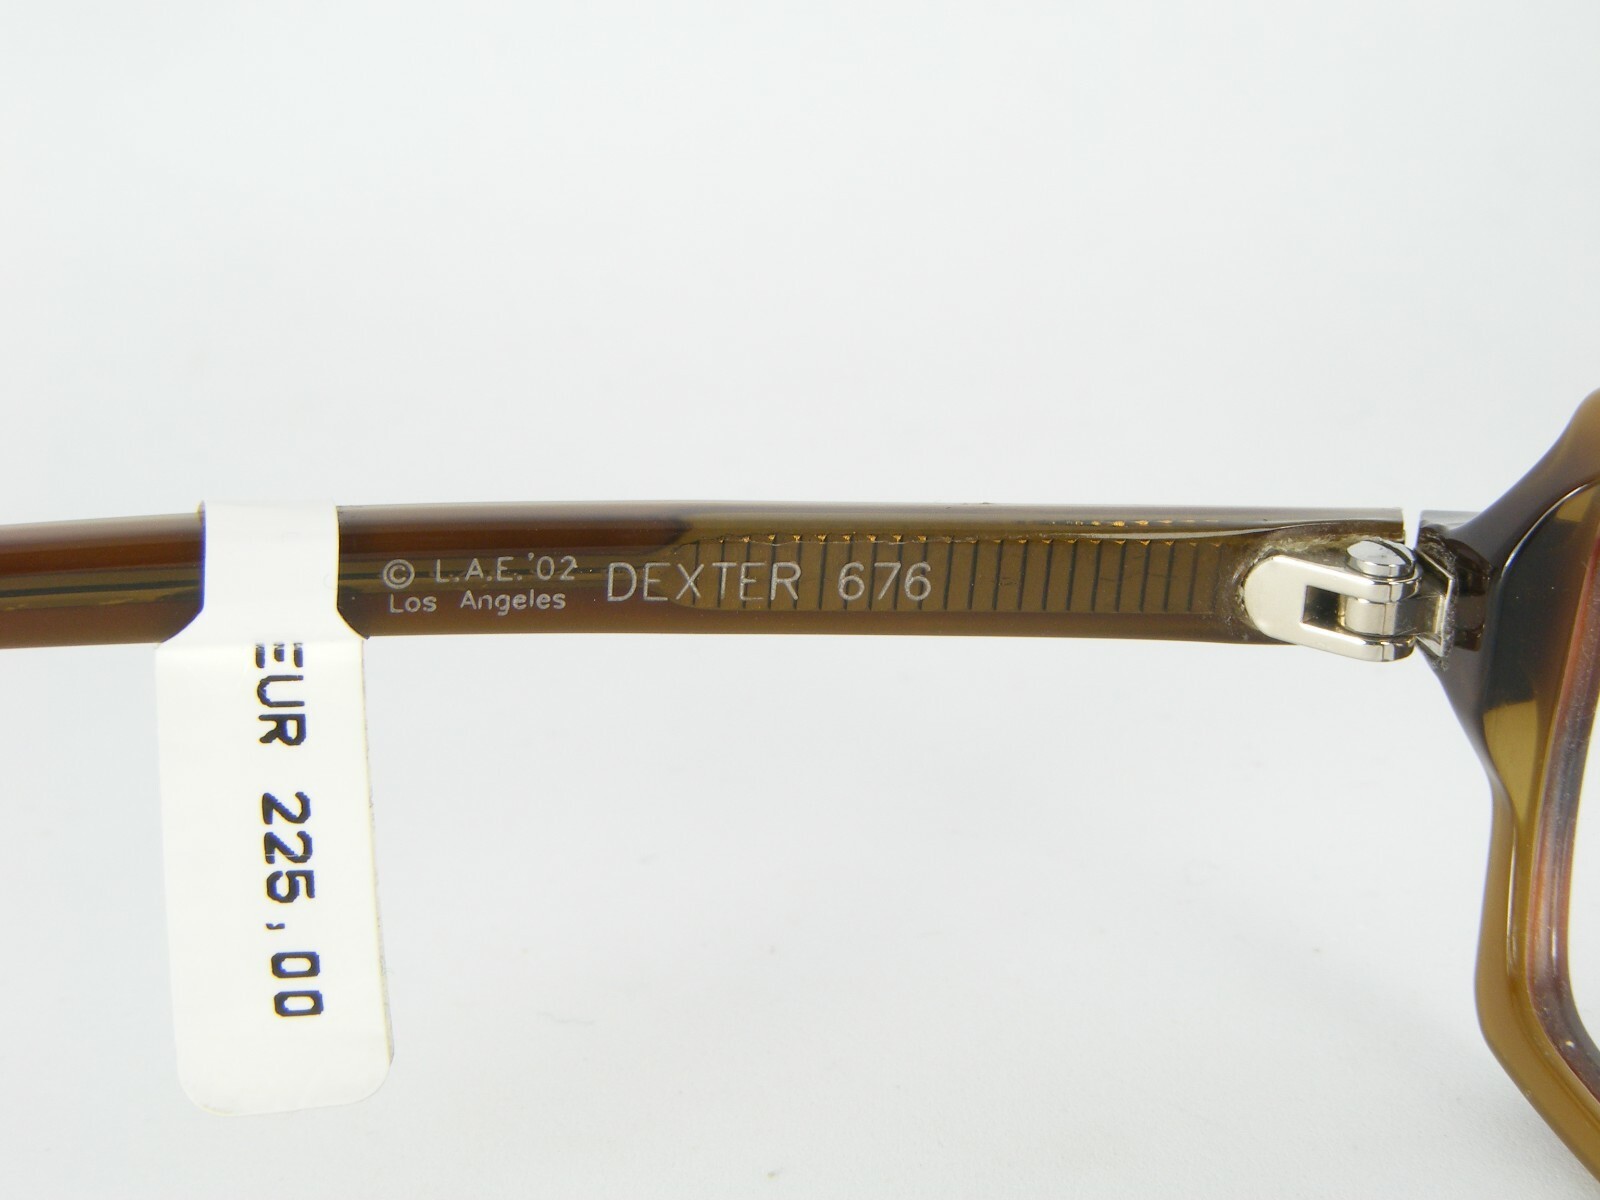 © L.A.E.'02
Los Angeles
DEXTER 676
EUR 225,00